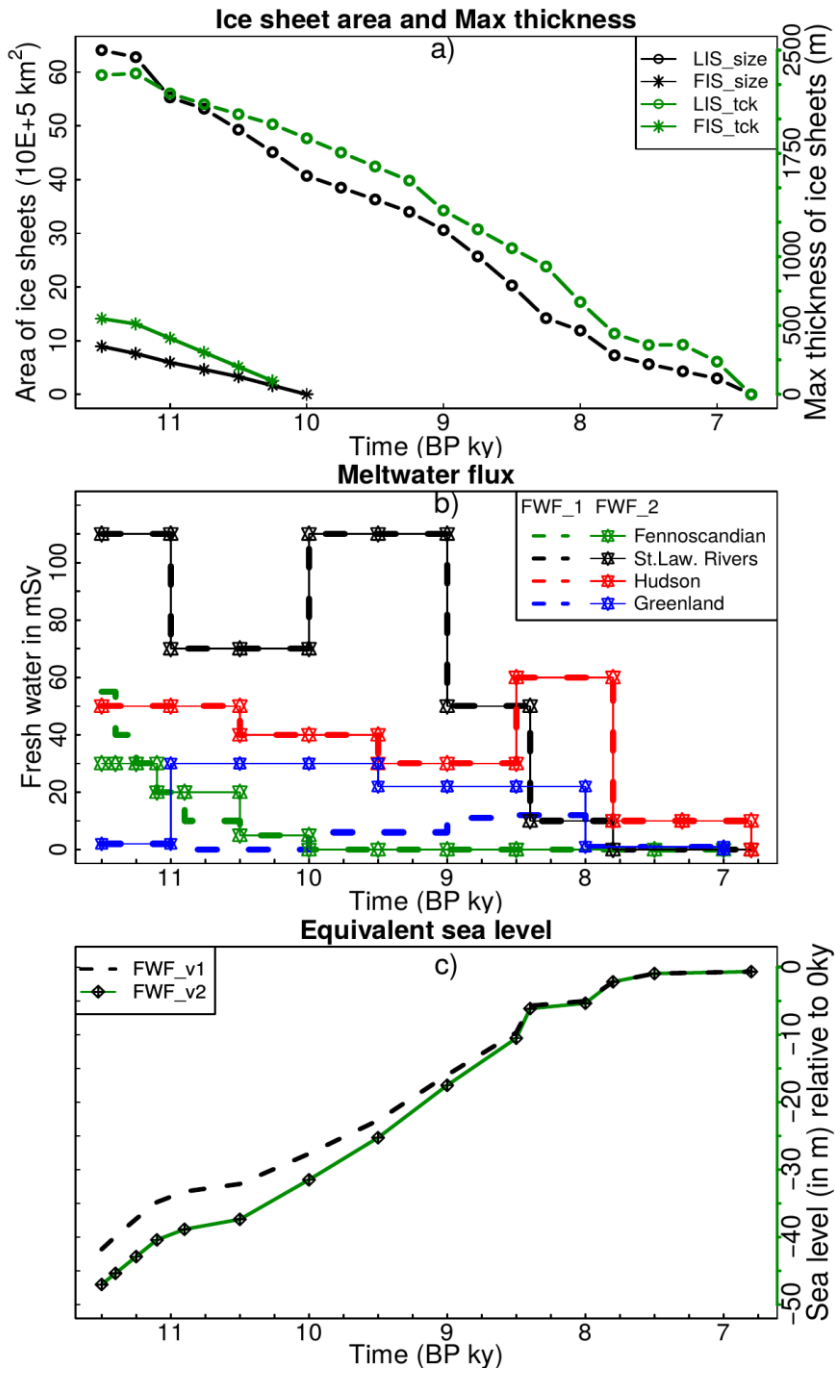 Ice sheet area and Max thickness
a)
LIS_size
FIS_size
LIS_tck
FIS_tck
Area of ice sheets (10E+5 km²)
0 10 20 30 40 50 60
Max thickness of ice sheets (m)
0 500 1000 1750 2500
11 10 9 8 7
Time (BP ky)
Meltwater flux
b)
FWF_1 FWF_2
Fennoscandian
St.Law. Rivers
Hudson
Greenland
Fresh water in mSv
0 20 40 60 80 100
11 10 9 8 7
Time (BP ky)
Equivalent sea level
c)
FWF_v1
FWF_v2
Sea level (in m) relative to 0ky
−50 −40 −30 −20 −10 0
11 10 9 8 7
Time (BP ky)